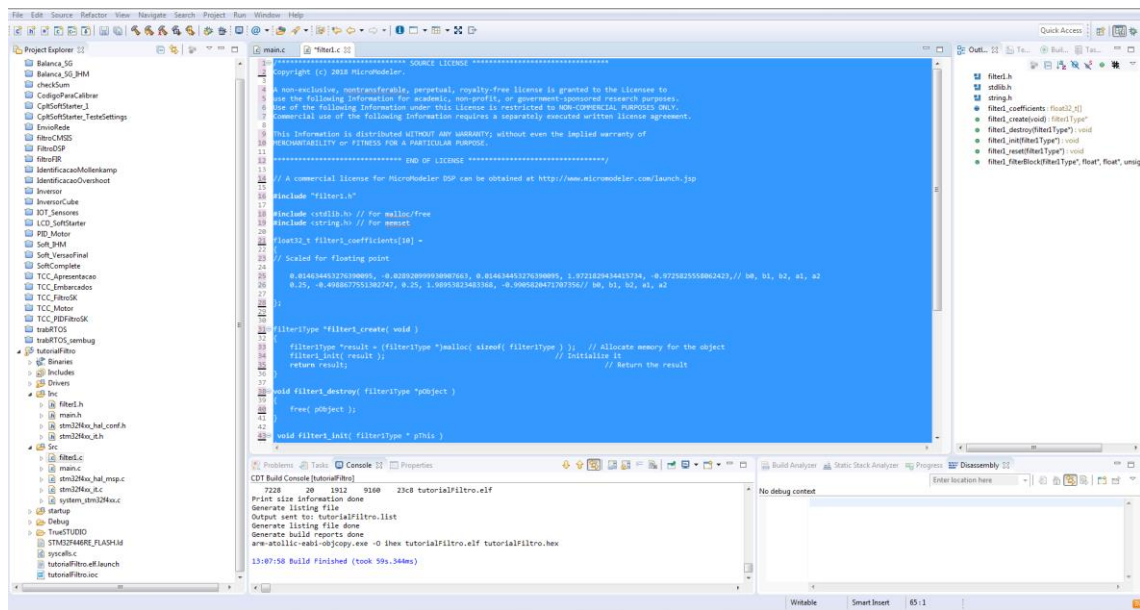 File Edit Source Refactor View Navigate Search Project Run Window Help
Quick Access
Project Explorer
Balanca_SG
Balanca_SG_IHM
checkSum
CodigoParaCalibrar
CpltSoftStarter_1
CpltSoftStarter_TesteSettings
EnvioRede
filtroCMSIS
FiltroDSP
filtroFIR
IdentificacaoMollenkamp
IdentificacaoOvershoot
Inversor
InversorCube
IOT_Sensores
LCD_SoftStarter
PID_Motor
Soft_IHM
Soft_VersaoFinal
SoftComplete
TCC_Apresentacao
TCC_Embarcados
TCC_FiltroSK
TCC_Motor
TCC_PIDFiltroSK
trabRTOS
trabRTOS_sembug
tutorialFiltro
Binaries
Includes
Drivers
Inc
filter1.h
main.h
stm32f4xx_hal_conf.h
stm32f4xx_it.h
Src
filter1.c
main.c
stm32f4xx_hal_msp.c
stm32f4xx_it.c
system_stm32f4xx.c
startup
Debug
TrueSTUDIO
STM32F446RE_FLASH.ld
syscalls.c
tutorialFiltro.elf.launch
tutorialFiltro.ioc
main.c *filter1.c
/******************************* SOURCE LICENSE *********************************
Copyright (c) 2018 MicroModeler.
A non-exclusive, nontransferable, perpetual, royalty-free license is granted to the Licensee to
use the following Information for academic, non-profit, or government-sponsored research purposes.
Use of the following Information under this License is restricted to NON-COMMERCIAL PURPOSES ONLY.
Commercial use of the following Information requires a separately executed written license agreement.
This Information is distributed WITHOUT ANY WARRANTY; without even the implied warranty of
MERCHANTABILITY or FITNESS FOR A PARTICULAR PURPOSE.
******************************* END OF LICENSE *********************************/
// A commercial license for MicroModeler DSP can be obtained at http://www.micromodeler.com/launch.jsp
#include "filter1.h"
#include <stdlib.h> // For malloc/free
#include <string.h> // For memset
float32_t filter1_coefficients[10] =
{
// Scaled for floating point
0.014634453276390095, -0.028920999930907663, 0.014634453276390095, 1.9721829434415734, -0.9725825558062423,// b0, b1, b2, a1, a2
0.25, -0.4988677551302747, 0.25, 1.98953823483368, -0.9905820471707356// b0, b1, b2, a1, a2
};
filter1Type *filter1_create( void )
{
filter1Type *result = (filter1Type *)malloc( sizeof( filter1Type ) ); // Allocate memory for the object
filter1_init( result ); // Initialize it
return result; // Return the result
}
void filter1_destroy( filter1Type *pObject )
{
free( pObject );
}
void filter1_init( filter1Type * pThis )
Outl...
filter1.h
stdlib.h
string.h
filter1_coefficients : float32_t[]
filter1_create(void) : filter1Type*
filter1_destroy(filter1Type*) : void
filter1_init(filter1Type*) : void
filter1_reset(filter1Type*) : void
filter1_filterBlock(filter1Type*, float*, float*, unsig
Problems Tasks Console Properties
CDT Build Console [tutorialFiltro]
7228 20 1912 9160 23c8 tutorialFiltro.elf
Print size information done
Generate listing file
Output sent to: tutorialFiltro.list
Generate listing file done
Generate build reports done
arm-atollic-eabi-objcopy.exe -O ihex tutorialFiltro.elf tutorialFiltro.hex
13:07:58 Build Finished (took 59s.344ms)
Build Analyzer Static Stack Analyzer Progress Disassembly
Enter location here
No debug context
Writable Smart Insert 65 : 1